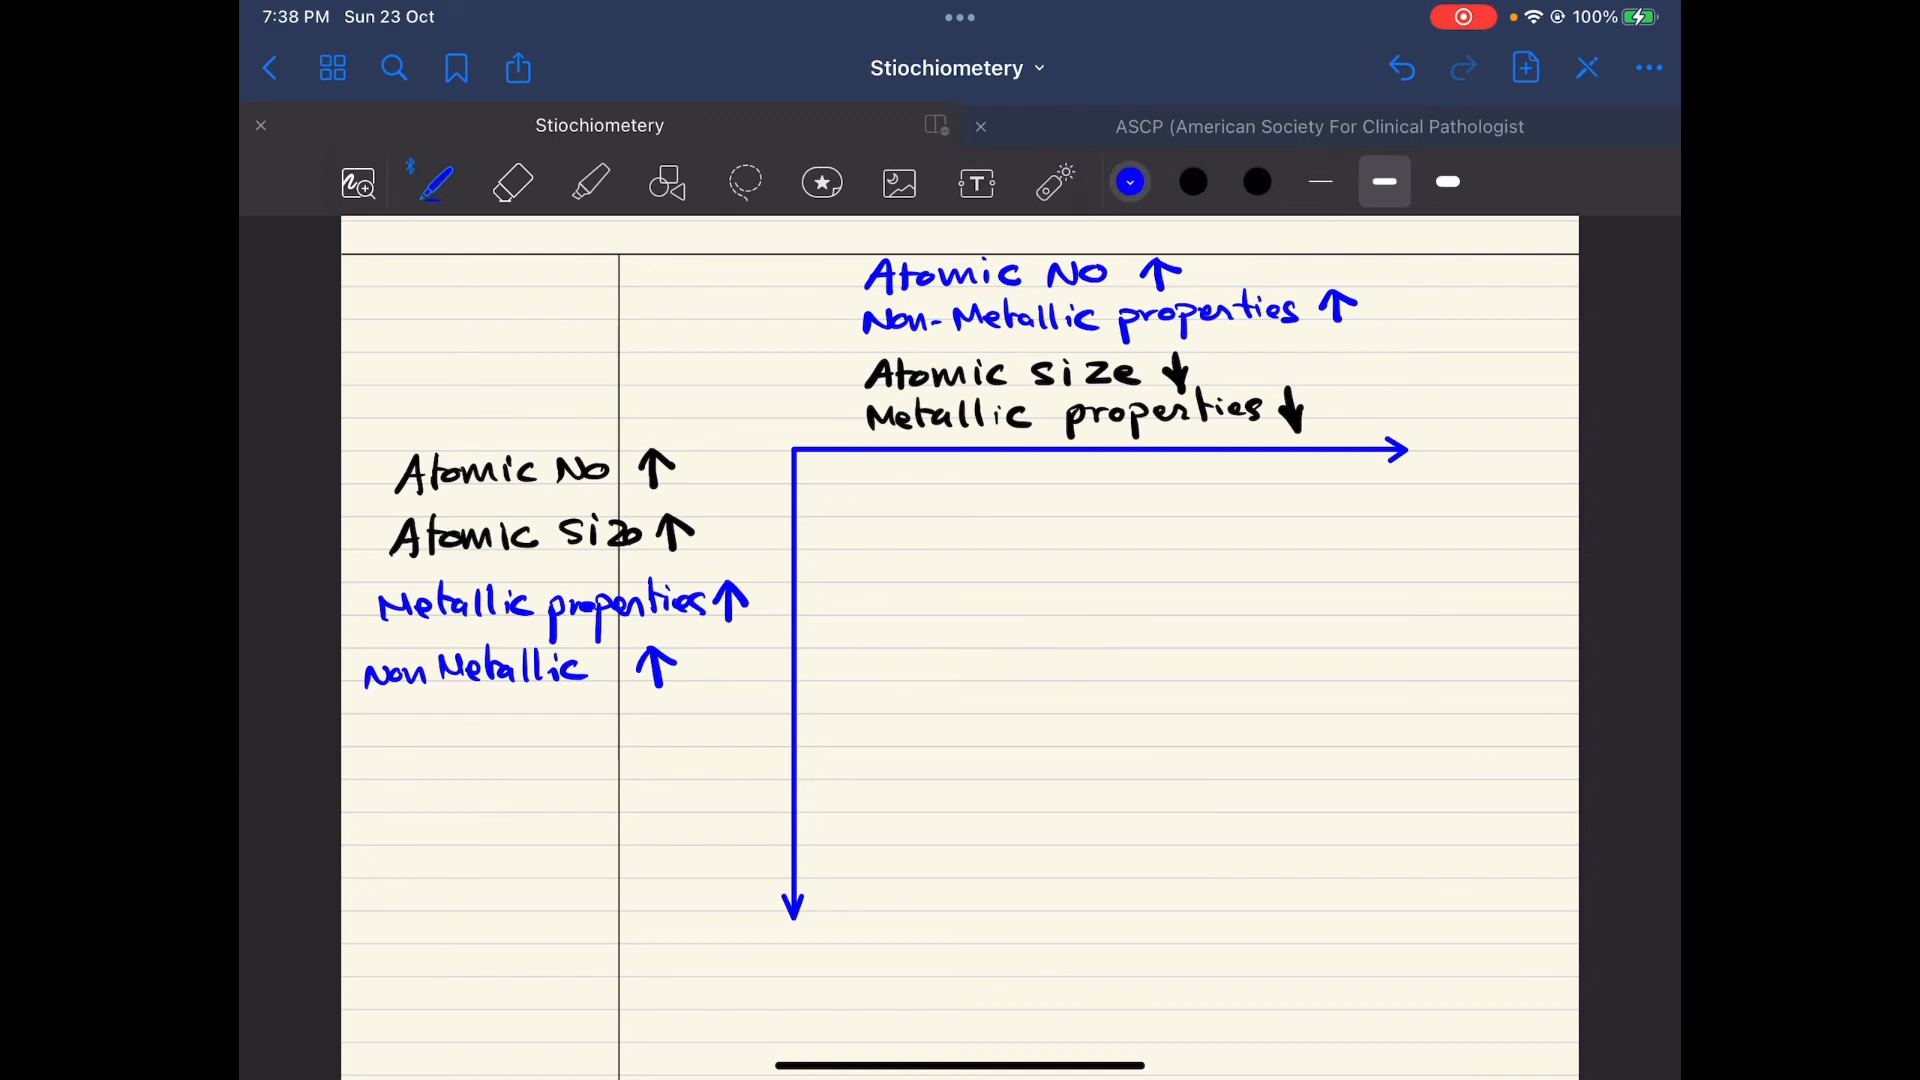 7:38 PM Sun 23 Oct
100%
Stiochiometery
Stiochiometery
ASCP (American Society For Clinical Pathologist
T
Atomic No ↑
Non-Metallic properties ↑
Atomic size ↓
Metallic properties ↓
Atomic No ↑
Atomic Size ↑
Metallic properties ↑
Non Metallic ↑